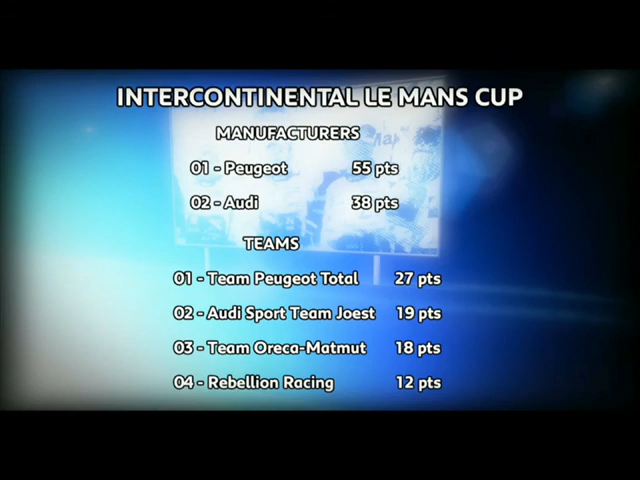 INTERCONTINENTAL LE MANS CUP
MANUFACTURERS
01 - Peugeot 55 pts
02 - Audi 38 pts
TEAMS
01 - Team Peugeot Total 27 pts
02 - Audi Sport Team Joest 19 pts
03 - Team Oreca-Matmut 18 pts
04 - Rebellion Racing 12 pts